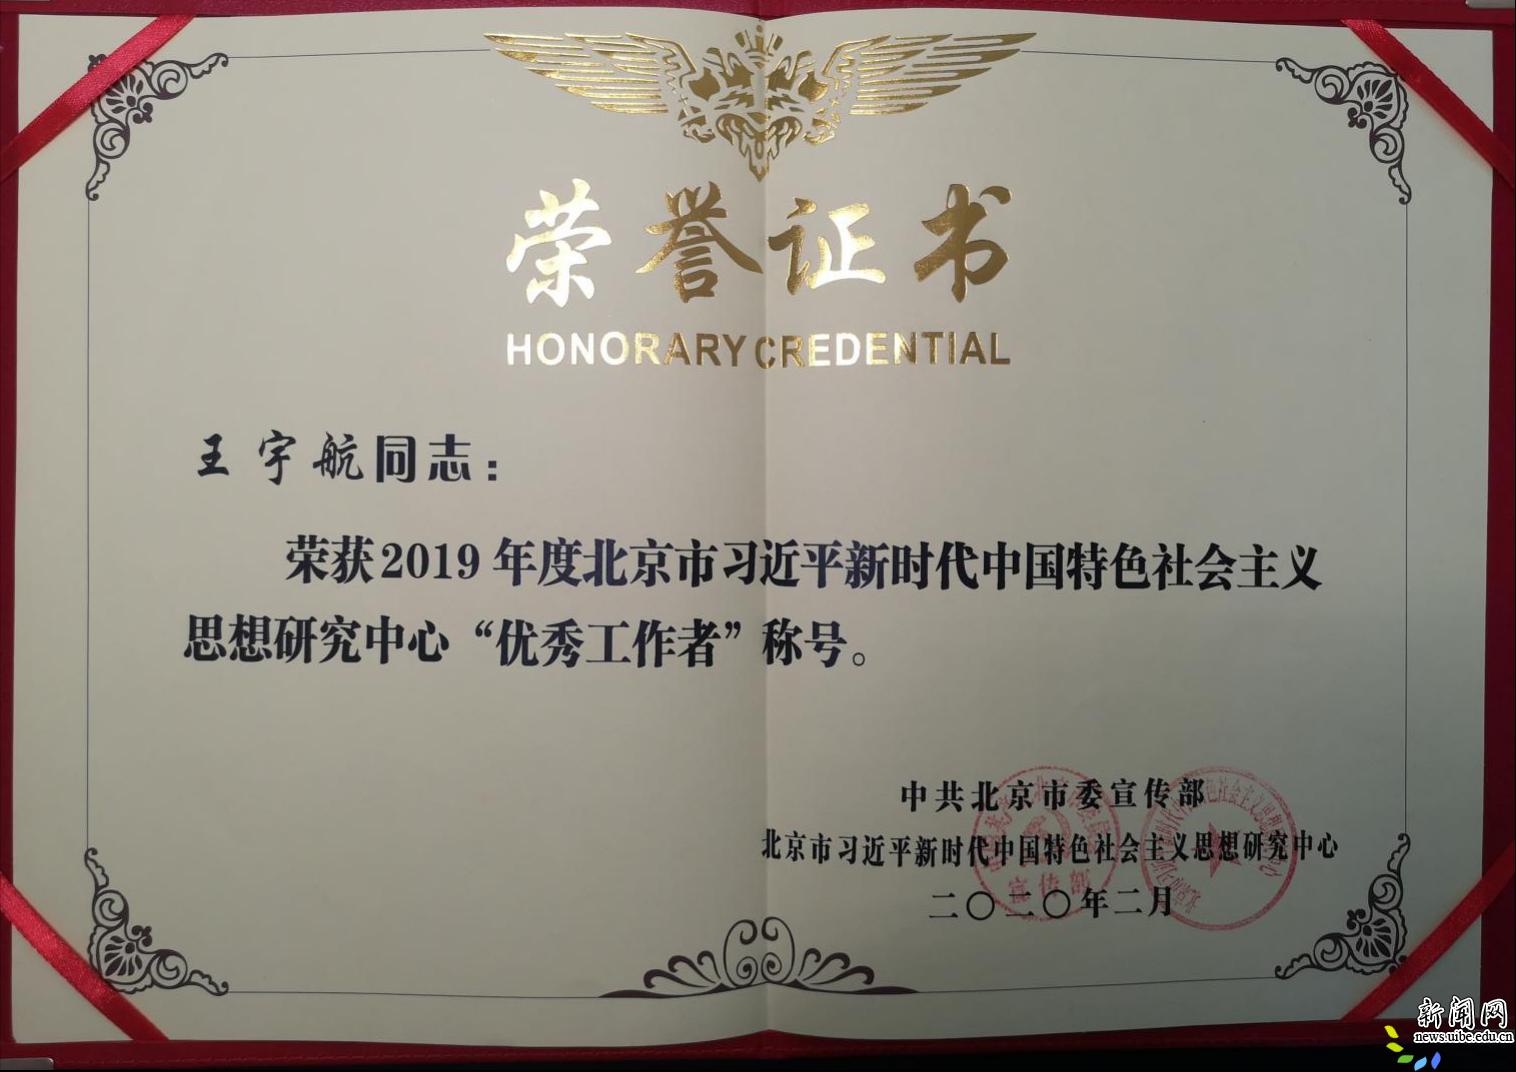 荣誉证书
HONORARY CREDENTIAL
王宇航同志：
荣获2019年度北京市习近平新时代中国特色社会主义
思想研究中心“优秀工作者”称号。
中共北京市委宣传部
北京市习近平新时代中国特色社会主义思想研究中心
二〇二〇年二月
宣传部
新闻网
news.uibe.edu.cn